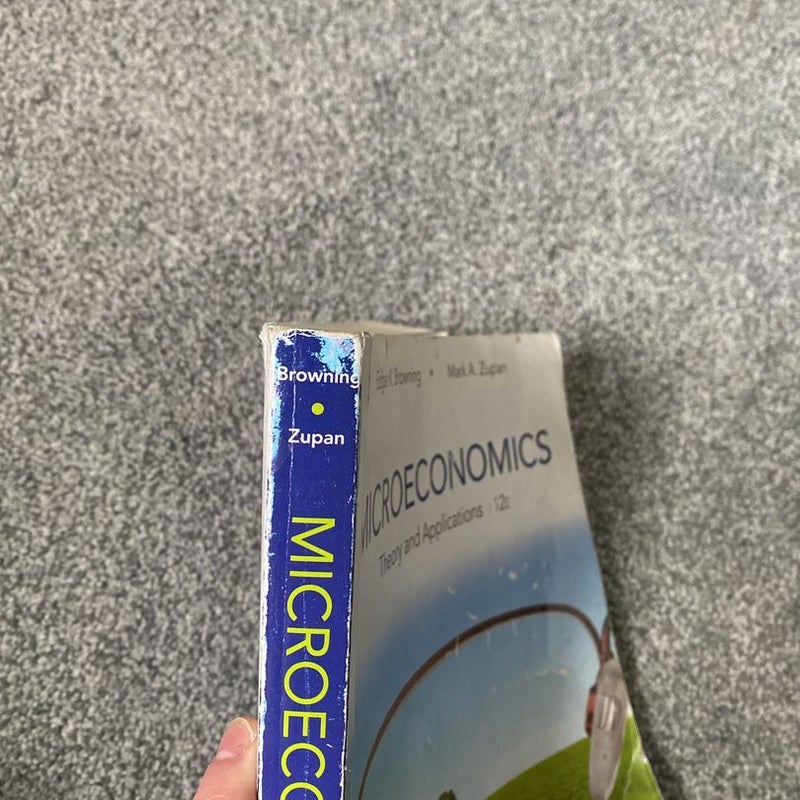 Browning
•
Zupan
MICROECO
Edgar K. Browning • Mark A. Zupan
MICROECONOMICS
Theory and Applications | 12e